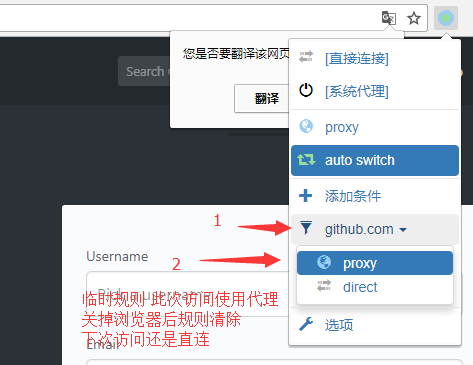 您是否要翻译该网页
翻译
Search G
[直接连接]
[系统代理]
proxy
auto switch
添加条件
1
github.com
2
proxy
direct
选项
Username
临时规则 此次访问使用代理
关掉浏览器后规则清除
下次访问还是直连
Email